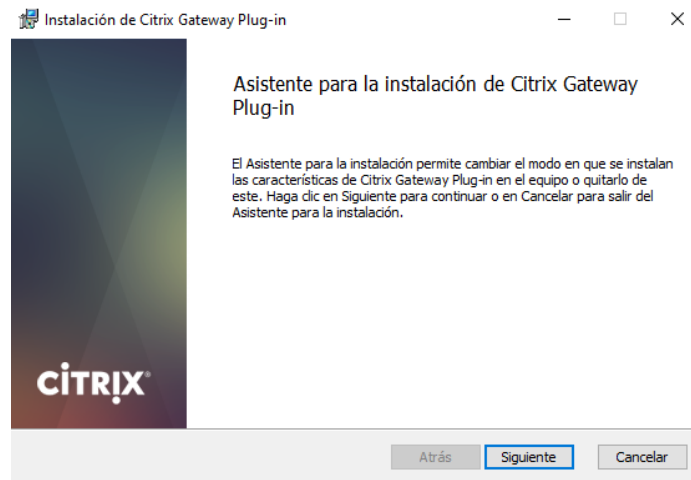 Instalación de Citrix Gateway Plug-in
Asistente para la instalación de Citrix Gateway
Plug-in
El Asistente para la instalación permite cambiar el modo en que se instalan
las características de Citrix Gateway Plug-in en el equipo o quitarlo de
este. Haga clic en Siguiente para continuar o en Cancelar para salir del
Asistente para la instalación.
CITRIX®
Atrás
Siguiente
Cancelar